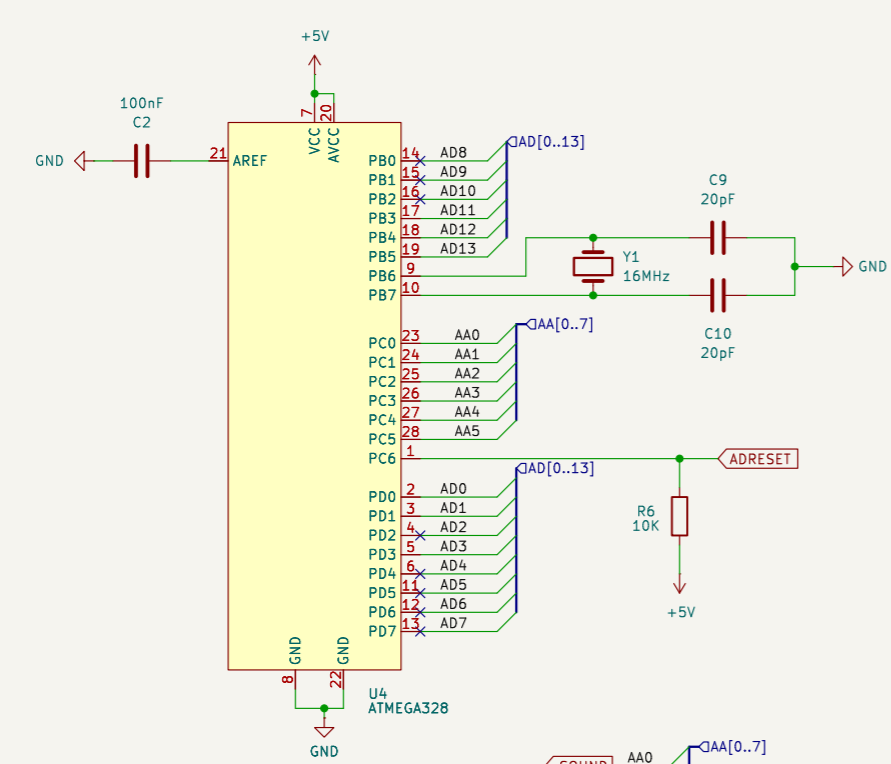 +5V
100nF
C2
GND
21
AREF
7
20
VCC
AVCC
PB0
14
AD8
AD[0..13]
PB1
15
AD9
PB2
16
AD10
PB3
17
AD11
PB4
18
AD12
PB5
19
AD13
PB6
9
PB7
10
C9
20pF
Y1
16MHz
GND
C10
20pF
PC0
23
AA0
AA[0..7]
PC1
24
AA1
PC2
25
AA2
PC3
26
AA3
PC4
27
AA4
PC5
28
AA5
PC6
1
ADRESET
AD[0..13]
PD0
2
AD0
PD1
3
AD1
PD2
4
AD2
PD3
5
AD3
PD4
6
AD4
PD5
11
AD5
PD6
12
AD6
PD7
13
AD7
R6
10K
+5V
GND
GND
8
22
U4
ATMEGA328
GND
AA0
AA[0..7]